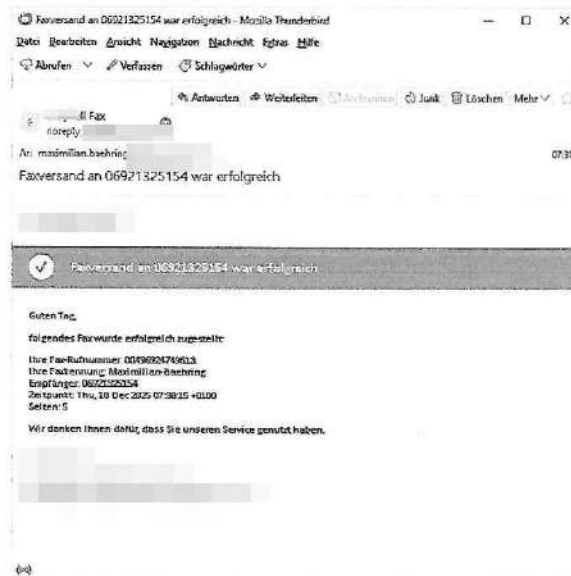 Faxversand an 06921325154 war erfolgreich - Mozilla Thunderbird
Datei Bearbeiten Ansicht Navigation Nachricht Extras Hilfe
Abrufen Verfassen Schlagwörter
Antworten Weiterleiten Archivieren Junk Löschen Mehr
Fax
noreply
An: maximilian.baehring
07:38
Faxversand an 06921325154 war erfolgreich
Faxversand an 06921325154 war erfolgreich
Guten Tag,
folgendes Fax wurde erfolgreich zugestellt:
Ihre Fax-Rufnummer:
Ihre Faxkennung: Maximilian-Baehring
Empfänger: 06921325154
Zeitpunkt: Thu, 18 Dec 2025 07:38:15 +0100
Seiten: 5
Wir danken Ihnen dafür, dass Sie unseren Service genutzt haben.